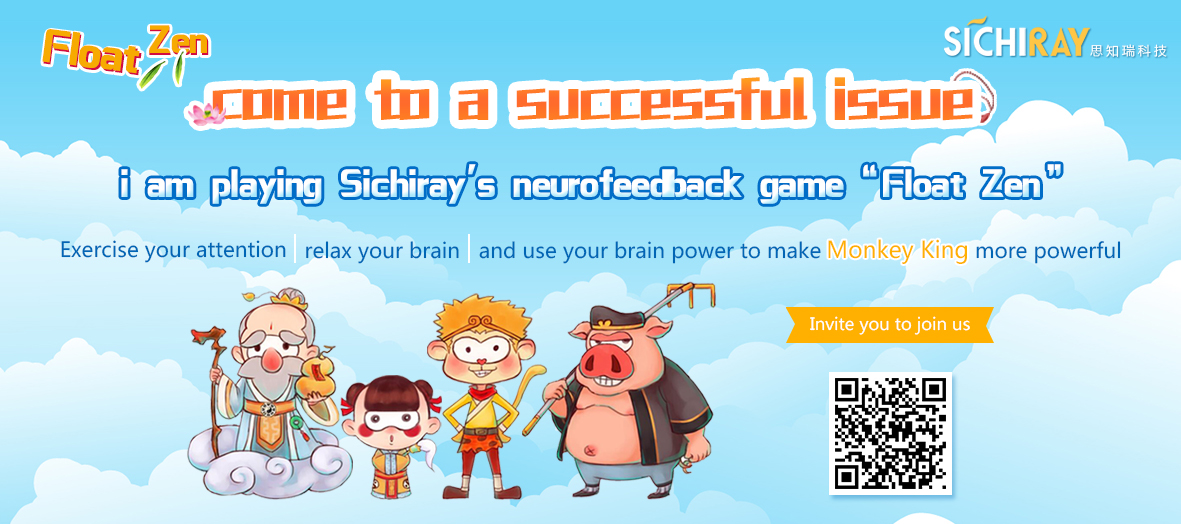 Float Zen
SICHIRAY 思知瑞科技
come to a successful issue
i am playing Sichiray's neurofeedback game “Float Zen”
Exercise your attention | relax your brain | and use your brain power to make Monkey King more powerful
Invite you to join us